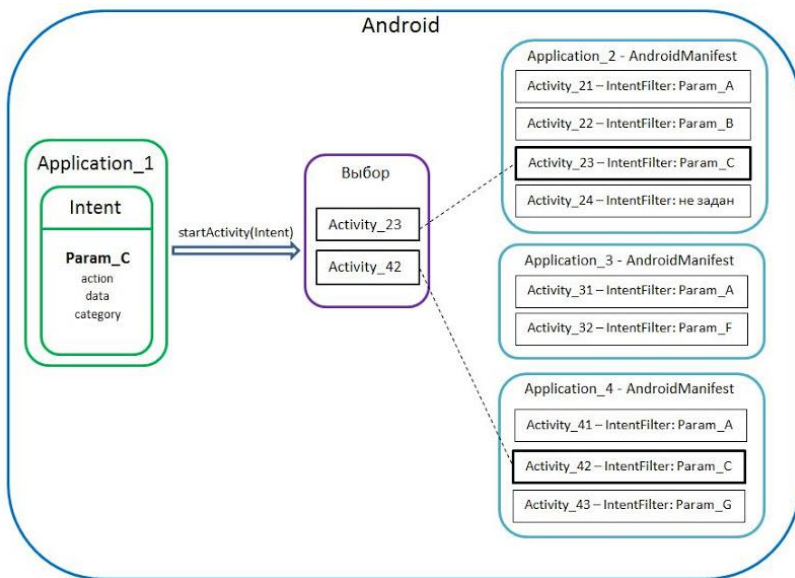 Android
Application_1
Intent
Param_C
action
data
category
startActivity(Intent)
Выбор
Activity_23
Activity_42
Application_2 - AndroidManifest
Activity_21 – IntentFilter: Param_A
Activity_22 – IntentFilter: Param_B
Activity_23 – IntentFilter: Param_C
Activity_24 – IntentFilter: не задан
Application_3 - AndroidManifest
Activity_31 – IntentFilter: Param_A
Activity_32 – IntentFilter: Param_F
Application_4 - AndroidManifest
Activity_41 – IntentFilter: Param_A
Activity_42 – IntentFilter: Param_C
Activity_43 – IntentFilter: Param_G